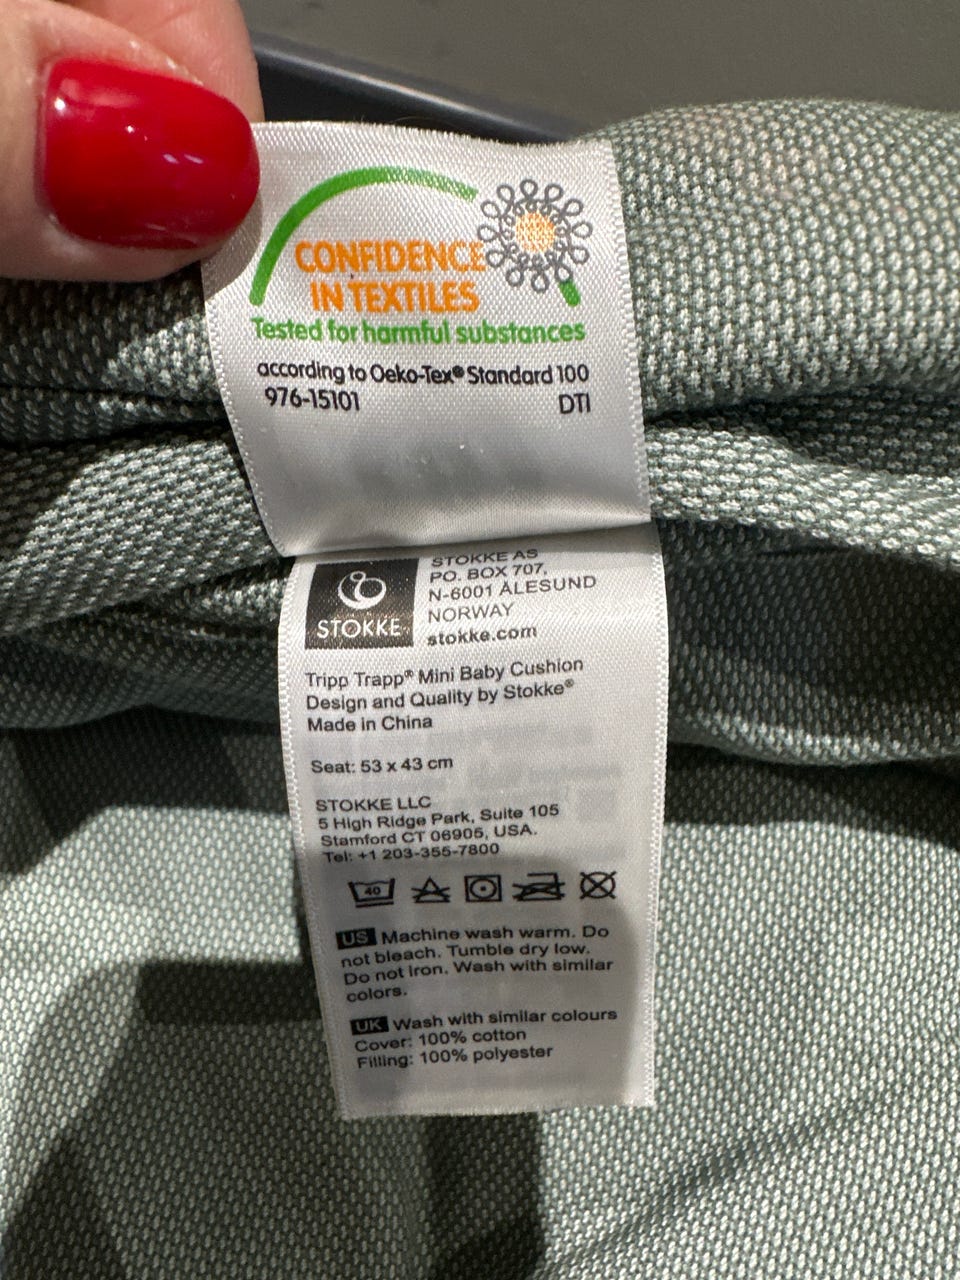 CONFIDENCE
IN TEXTILES
Tested for harmful substances
according to Oeko-Tex® Standard 100
976-15101 DTI
STOKKE
STOKKE AS
PO. BOX 707,
N-6001 ÅLESUND
NORWAY
stokke.com
Tripp Trapp® Mini Baby Cushion
Design and Quality by Stokke®
Made in China
Seat: 53 x 43 cm
STOKKE LLC
5 High Ridge Park, Suite 105
Stamford CT 06905, USA.
Tel: +1 203-355-7800
40
US Machine wash warm. Do
not bleach. Tumble dry low.
Do not iron. Wash with similar
colors.
UK Wash with similar colours
Cover: 100% cotton
Filling: 100% polyester